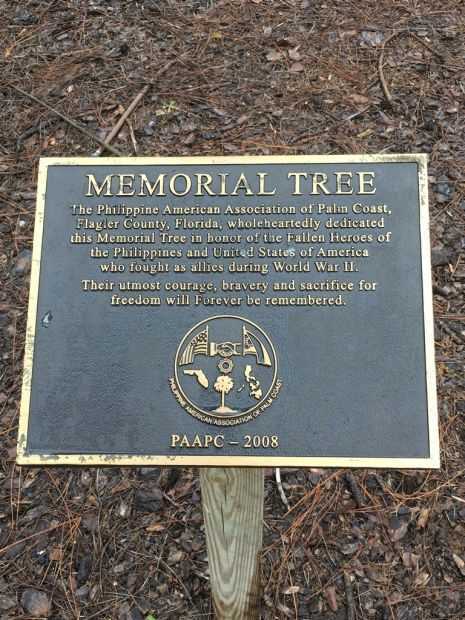 MEMORIAL TREE
The Philippine American Association of Palm Coast,
Flagler County, Florida, wholeheartedly dedicated
this Memorial Tree in honor of the Fallen Heroes of
the Philippines and United States of America
who fought as allies during World War II.
Their utmost courage, bravery and sacrifice for
freedom will Forever be remembered.
PHILIPPINE AMERICAN ASSOCIATION OF PALM COAST
PAAPC – 2008